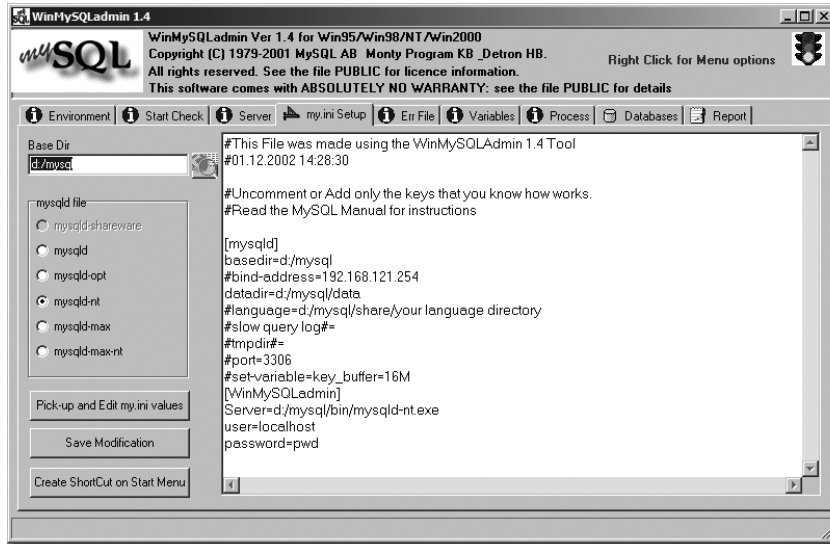 WinMySQLadmin 1.4
mySQL
WinMySQLadmin Ver 1.4 for Win95/Win98/NT/Win2000
Copyright (C) 1979-2001 MySQL AB Monty Program KB _Detron HB.
All rights reserved. See the file PUBLIC for licence information.
This software comes with ABSOLUTELY NO WARRANTY: see the file PUBLIC for details
Right Click for Menu options
Environment Start Check Server my.ini Setup Err File Variables Process Databases Report
Base Dir
d:/mysql
mysqld file
mysqld-shareware
mysqld
mysqld-opt
mysqld-nt
mysqld-max
mysqld-max-nt
Pick-up and Edit my.ini values
Save Modification
Create ShortCut on Start Menu
#This File was made using the WinMySQLAdmin 1.4 Tool
#01.12.2002 14:28:30
#Uncomment or Add only the keys that you know how works.
#Read the MySQL Manual for instructions
[mysqld]
basedir=d:/mysql
#bind-address=192.168.121.254
datadir=d:/mysql/data
#language=d:/mysql/share/your language directory
#slow query log#=
#tmpdir#=
#port=3306
#set-variable=key_buffer=16M
[WinMySQLadmin]
Server=d:/mysql/bin/mysqld-nt.exe
user=localhost
password=pwd